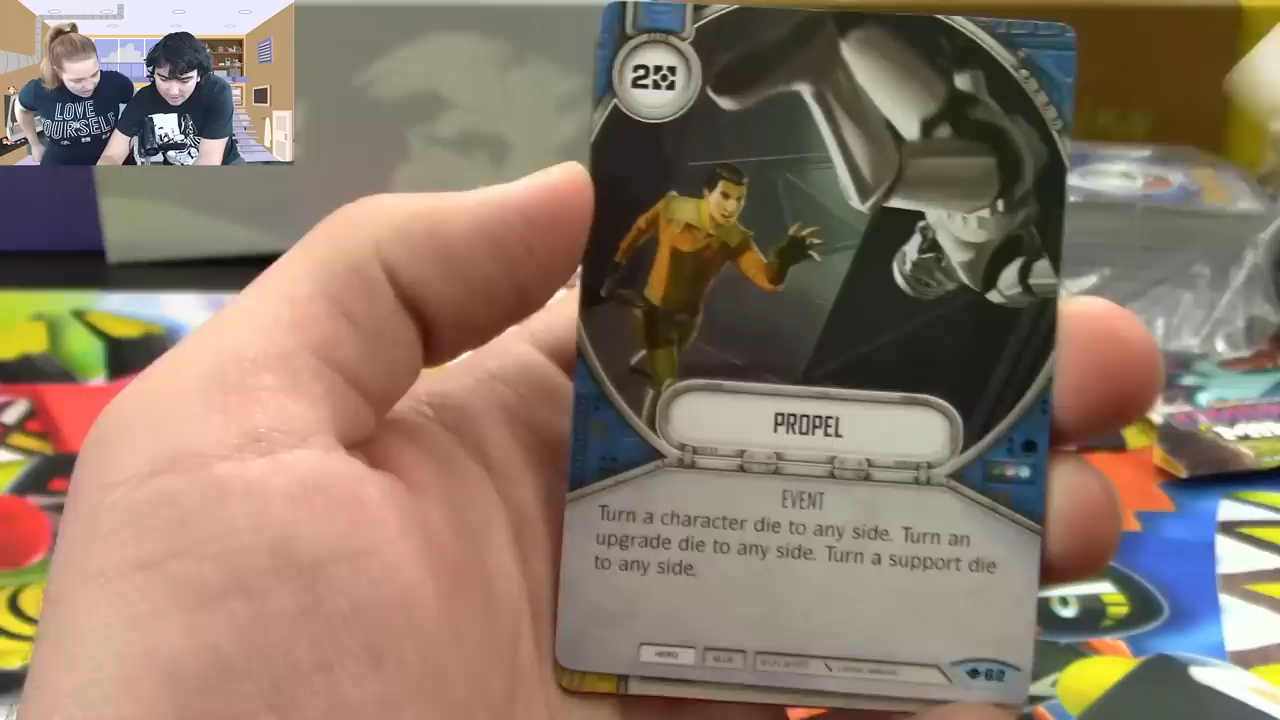 LOVE
YOURSELF
2
PROPEL
EVENT
Turn a character die to any side. Turn an
upgrade die to any side. Turn a support die
to any side.
HERO
BLUE
62